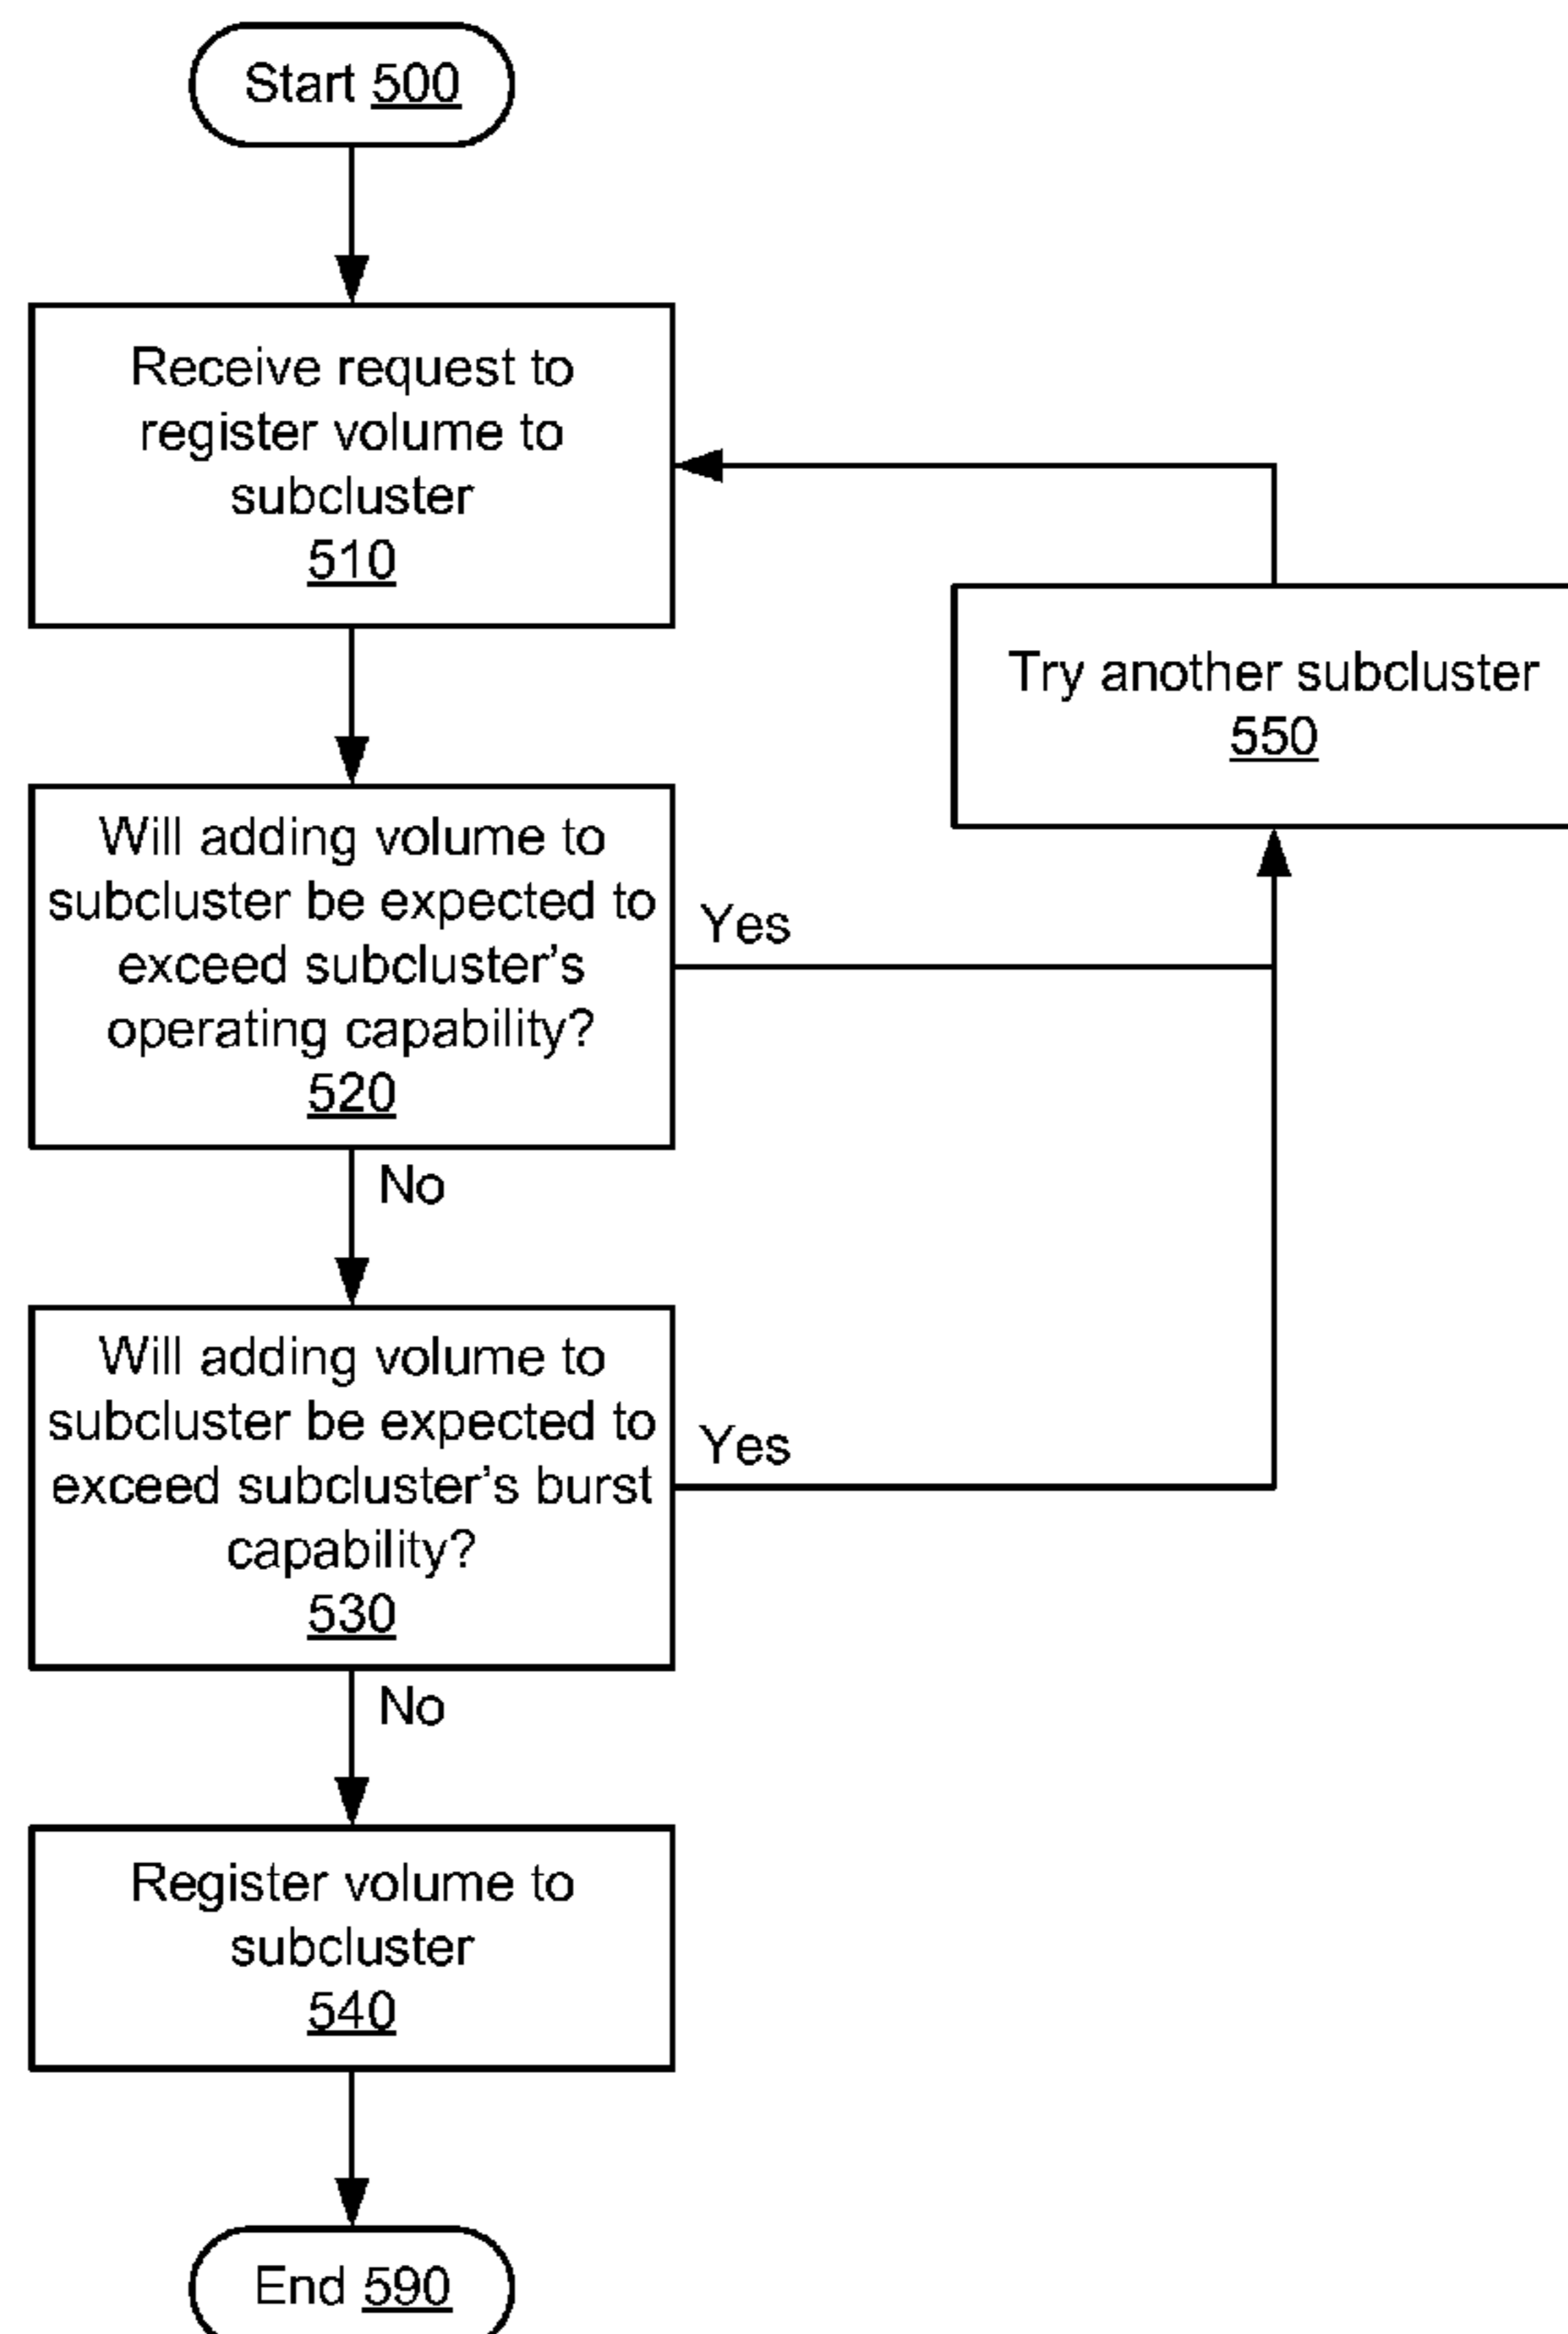 Start 500
Receive request to
register volume to
subcluster
510
Try another subcluster
550
Will adding volume to
subcluster be expected to
exceed subcluster's
operating capability?
520
Yes
No
Will adding volume to
subcluster be expected to
exceed subcluster's burst
capability?
530
Yes
No
Register volume to
subcluster
540
End 590